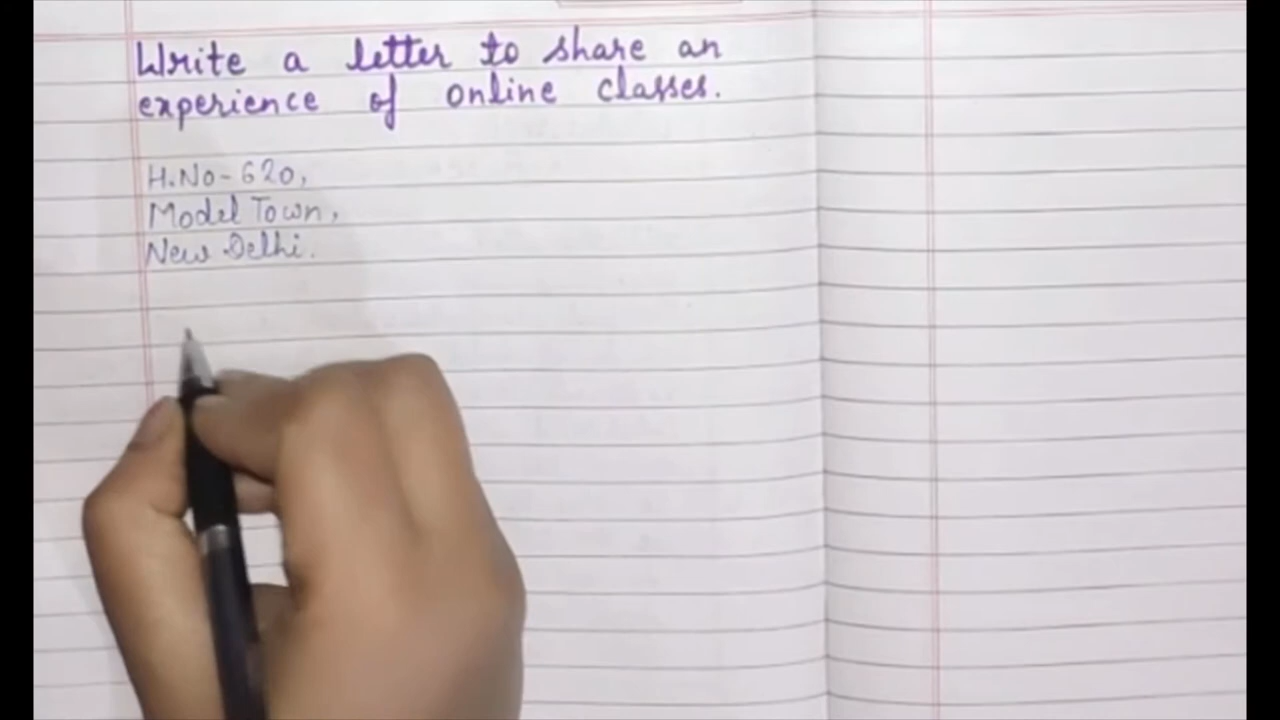 Write a letter to share an
experience of online classes.
H.No-620,
Model Town,
New Delhi.